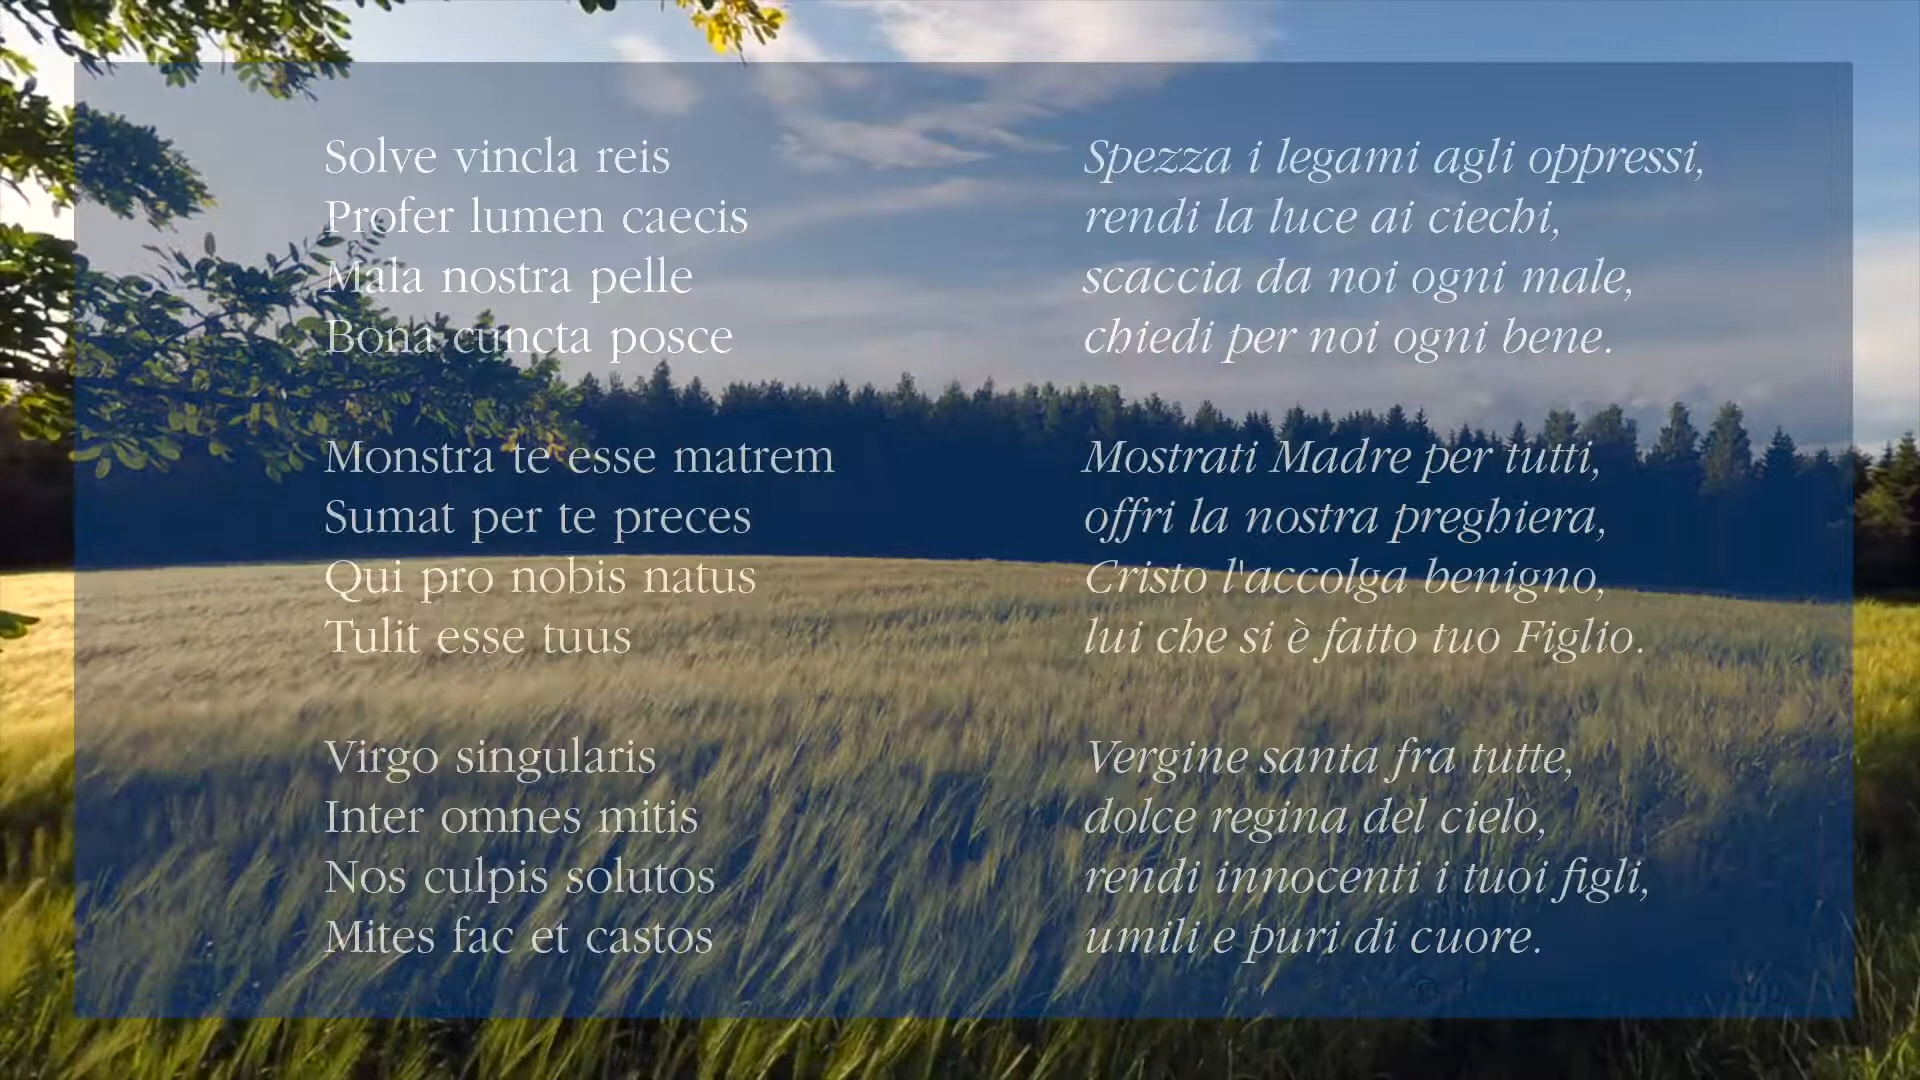 Solve vincla reis
Profer lumen caecis
Mala nostra pelle
Bona cuncta posce
Monstra te esse matrem
Sumat per te preces
Qui pro nobis natus
Tulit esse tuus
Virgo singularis
Inter omnes mitis
Nos culpis solutos
Mites fac et castos
Spezza i legami agli oppressi,
rendi la luce ai ciechi,
scaccia da noi ogni male,
chiedi per noi ogni bene.
Mostrati Madre per tutti,
offri la nostra preghiera,
Cristo l'accolga benigno,
lui che si è fatto tuo Figlio.
Vergine santa fra tutte,
dolce regina del cielo,
rendi innocenti i tuoi figli,
umili e puri di cuore.